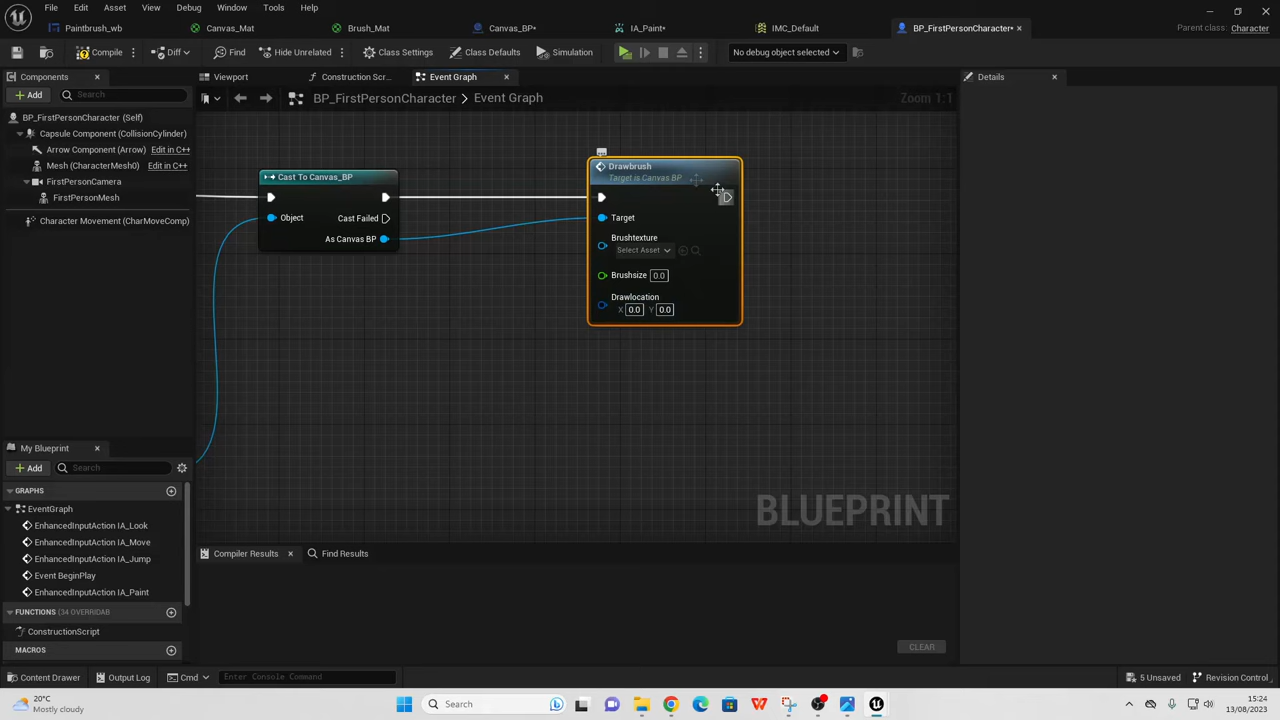 File Edit Asset View Debug Window Tools Help
Paintbrush_wb Canvas_Mat Brush_Mat Canvas_BP* IA_Paint* IMC_Default BP_FirstPersonCharacter* Parent class: Character
Compile Diff Find Hide Unrelated Class Settings Class Defaults Simulation No debug object selected
Components Viewport Construction Scr... Event Graph Details
Add Search BP_FirstPersonCharacter > Event Graph Zoom 1:1
BP_FirstPersonCharacter (Self)
Capsule Component (CollisionCylinder)
Arrow Component (Arrow) Edit in C++
Mesh (CharacterMesh0) Edit in C++
FirstPersonCamera
FirstPersonMesh
Character Movement (CharMoveComp)
Cast To Canvas_BP
Object
Cast Failed
As Canvas BP
Drawbrush
Target is Canvas BP
Target
Brushtexture
Select Asset
Brushsize 0.0
Drawlocation
X 0.0 Y 0.0
BLUEPRINT
My Blueprint
Add Search
GRAPHS
EventGraph
EnhancedInputAction IA_Look
EnhancedInputAction IA_Move
EnhancedInputAction IA_Jump
Event BeginPlay
EnhancedInputAction IA_Paint
FUNCTIONS (34 OVERRIDAB
ConstructionScript
MACROS
Compiler Results Find Results
CLEAR
Content Drawer Output Log Cmd Enter Console Command 5 Unsaved Revision Control
20°C
Mostly cloudy
Search
15:24
13/08/2023